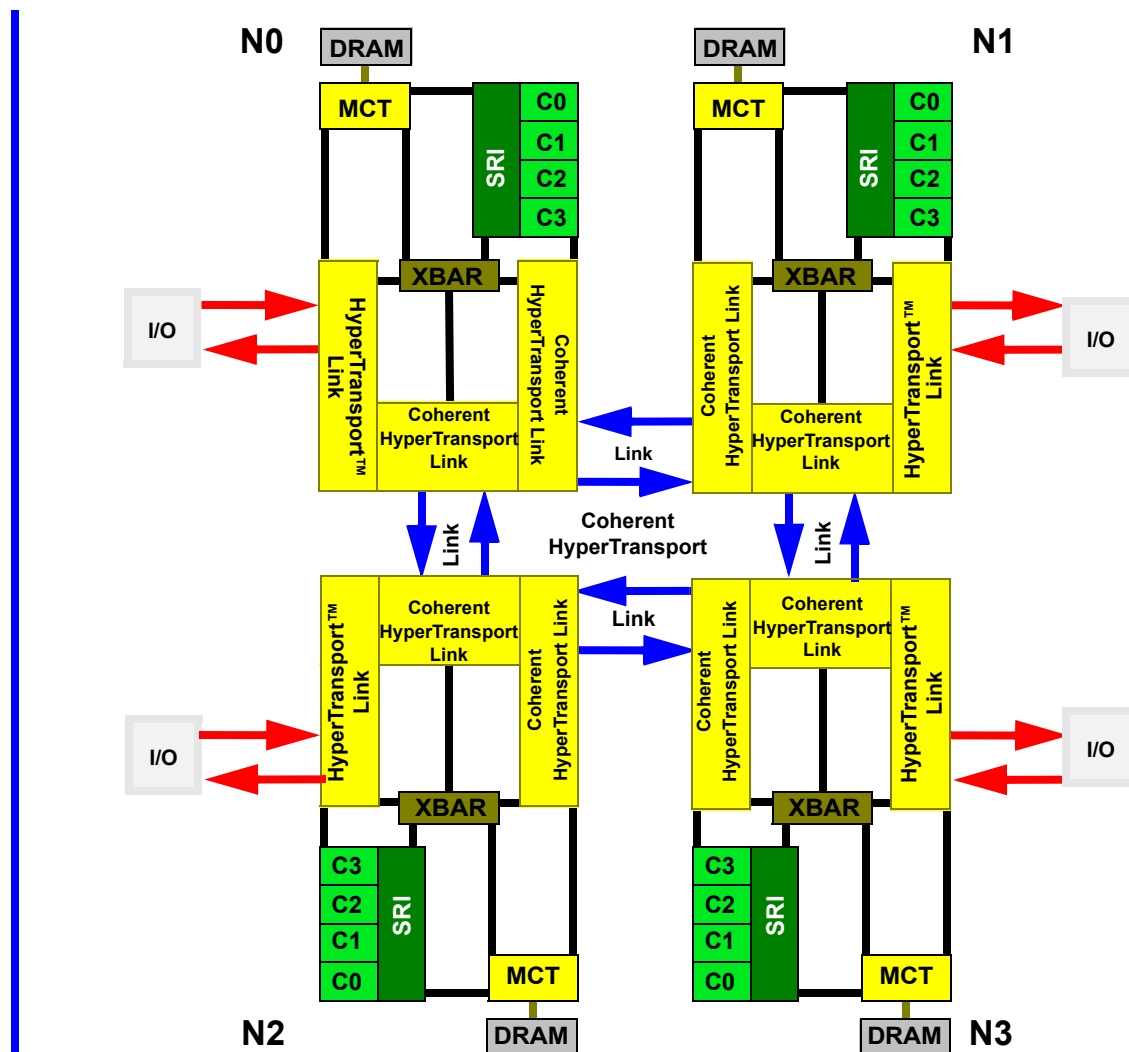 N0
DRAM
MCT
SRI
C0
C1
C2
C3
XBAR
I/O
HyperTransport™
Link
Coherent
HyperTransport Link
Coherent
HyperTransport
Link
N1
DRAM
MCT
SRI
C0
C1
C2
C3
XBAR
I/O
Coherent
HyperTransport Link
Coherent
HyperTransport
Link
HyperTransport™
Link
Link
Link
Coherent
HyperTransport
Link
Link
HyperTransport™
Link
Coherent
HyperTransport
Link
Coherent
HyperTransport Link
I/O
XBAR
C3
C2
C1
C0
SRI
MCT
DRAM
N2
Coherent
HyperTransport Link
Coherent
HyperTransport
Link
HyperTransport™
Link
I/O
XBAR
C3
C2
C1
C0
SRI
MCT
DRAM
N3